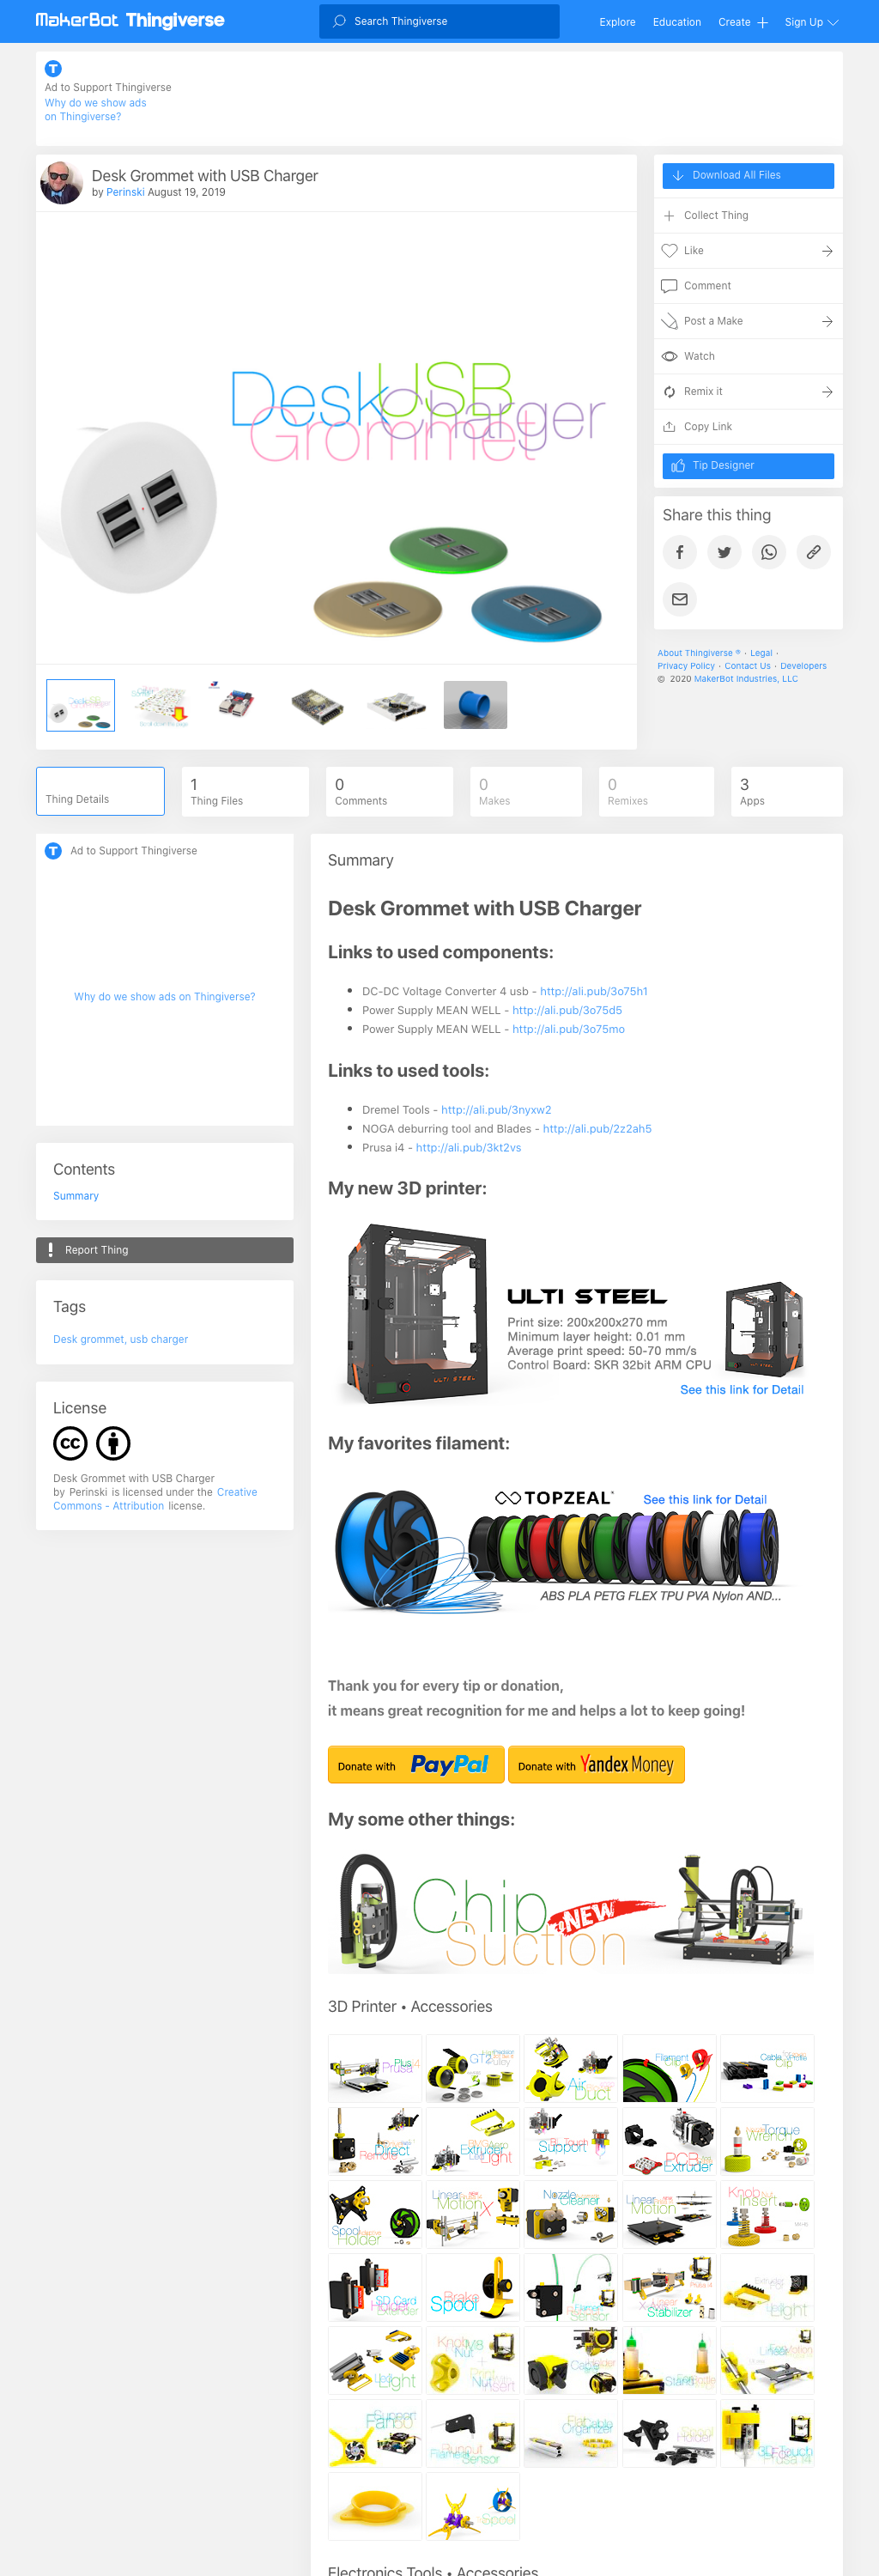 MakerBot Thingiverse
Search Thingiverse
Explore
Education
Create
Sign Up
Ad to Support Thingiverse
Why do we show ads
on Thingiverse?
Desk Grommet with USB Charger
by Perinski August 19, 2019
Desk USB
Grommet Charger
Download All Files
Collect Thing
Like
Comment
Post a Make
Watch
Remix it
Copy Link
Tip Designer
Share this thing
About Thingiverse ® · Legal ·
Privacy Policy · Contact Us · Developers
© 2020 MakerBot Industries, LLC
Thing Details
1
Thing Files
0
Comments
0
Makes
0
Remixes
3
Apps
Ad to Support Thingiverse
Why do we show ads on Thingiverse?
Contents
Summary
Report Thing
Tags
Desk grommet, usb charger
License
Desk Grommet with USB Charger
by Perinski is licensed under the Creative
Commons - Attribution license.
Summary
Desk Grommet with USB Charger
Links to used components:
DC-DC Voltage Converter 4 usb - http://ali.pub/3o75h1
Power Supply MEAN WELL - http://ali.pub/3o75d5
Power Supply MEAN WELL - http://ali.pub/3o75mo
Links to used tools:
Dremel Tools - http://ali.pub/3nyxw2
NOGA deburring tool and Blades - http://ali.pub/2z2ah5
Prusa i4 - http://ali.pub/3kt2vs
My new 3D printer:
ULTI STEEL
ULTI STEEL
Print size: 200x200x270 mm
Minimum layer height: 0.01 mm
Average print speed: 50-70 mm/s
Control Board: SKR 32bit ARM CPU
See this link for Detail
My favorites filament:
TOPZEAL®
See this link for Detail
ABS PLA PETG FLEX TPU PVA Nylon AND...
Thank you for every tip or donation,
it means great recognition for me and helps a lot to keep going!
Donate with PayPal
Donate with Yandex Money
My some other things:
Chip
NEW
Suction
3D Printer • Accessories
Plus
Prusa
GT2
Air
Duct
Filament
Clip
Cable
Clip
Direct
Remote
Extruder
Light
BL Touch
Support
PCB
Extruder
Torque
Wrench
Spool
Holder
Linear
Motion X
Nozzle
Cleaner
Linear
Motion
Knob
Insert
SD Card
Holder
Brake
Spool
Filament
Sensor
X-Axis
Stabilizer
Light
Led
Light
Knob M8
Nut
Nut Insert
Stand
Support
Fan
Runout
Filament
Sensor
Flat Cable
Organizer
Spool
Holder
3D Touch
Prusa i4
Spool
Electronics Tools • Accessories